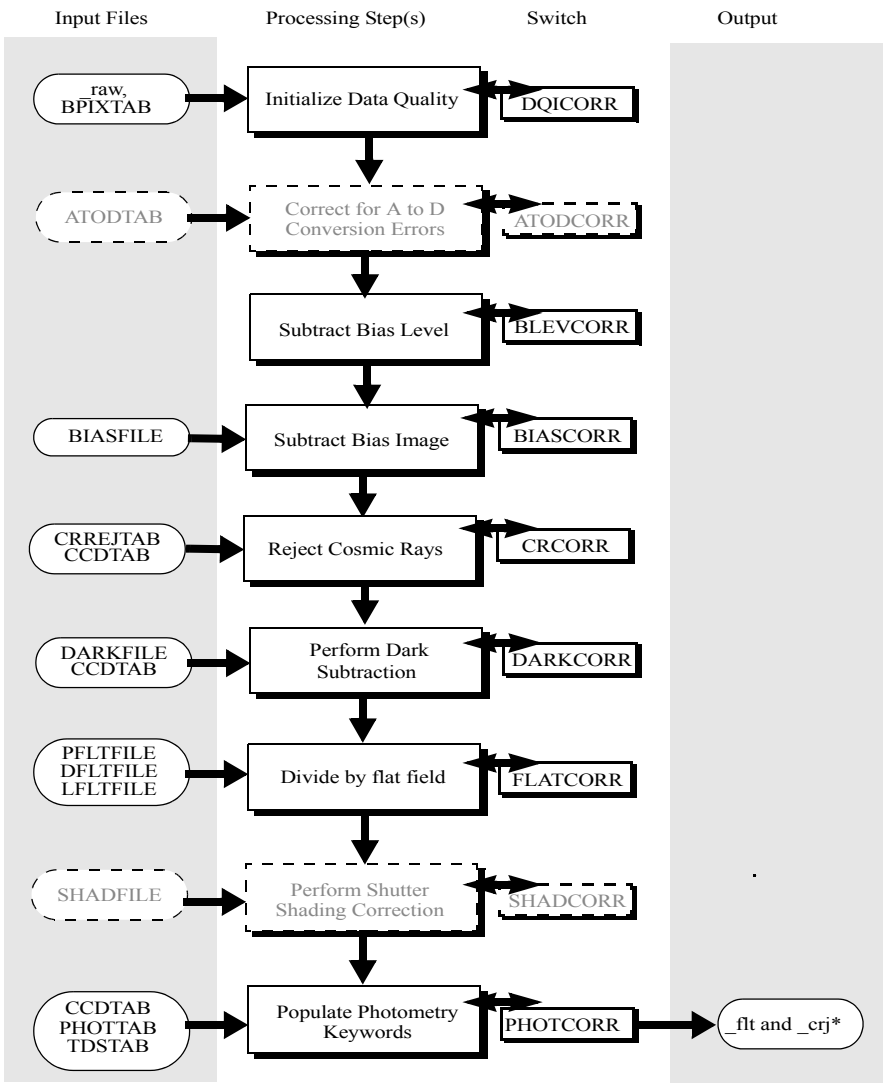 Input Files Processing Step(s) Switch Output
_raw,
BPIXTAB
Initialize Data Quality
DQICORR
ATODTAB
Correct for A to D
Conversion Errors
ATODCORR
Subtract Bias Level
BLEVCORR
BIASFILE
Subtract Bias Image
BIASCORR
CRREJTAB
CCDTAB
Reject Cosmic Rays
CRCORR
DARKFILE
CCDTAB
Perform Dark
Subtraction
DARKCORR
PFLTFILE
DFLTFILE
LFLTFILE
Divide by flat field
FLATCORR
SHADFILE
Perform Shutter
Shading Correction
SHADCORR
CCDTAB
PHOTTAB
TDSTAB
Populate Photometry
Keywords
PHOTCORR
_flt and _crj*